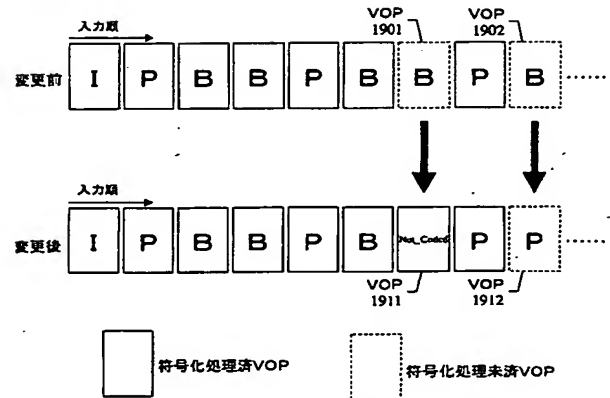 VOP
1901
VOP
1902
入力順
変更前
I P B B P B B P B ......
入力順
変更後
I P B B P B Not_Coded P P ......
VOP
1911
VOP
1912
符号化処理済VOP
符号化処理未済VOP